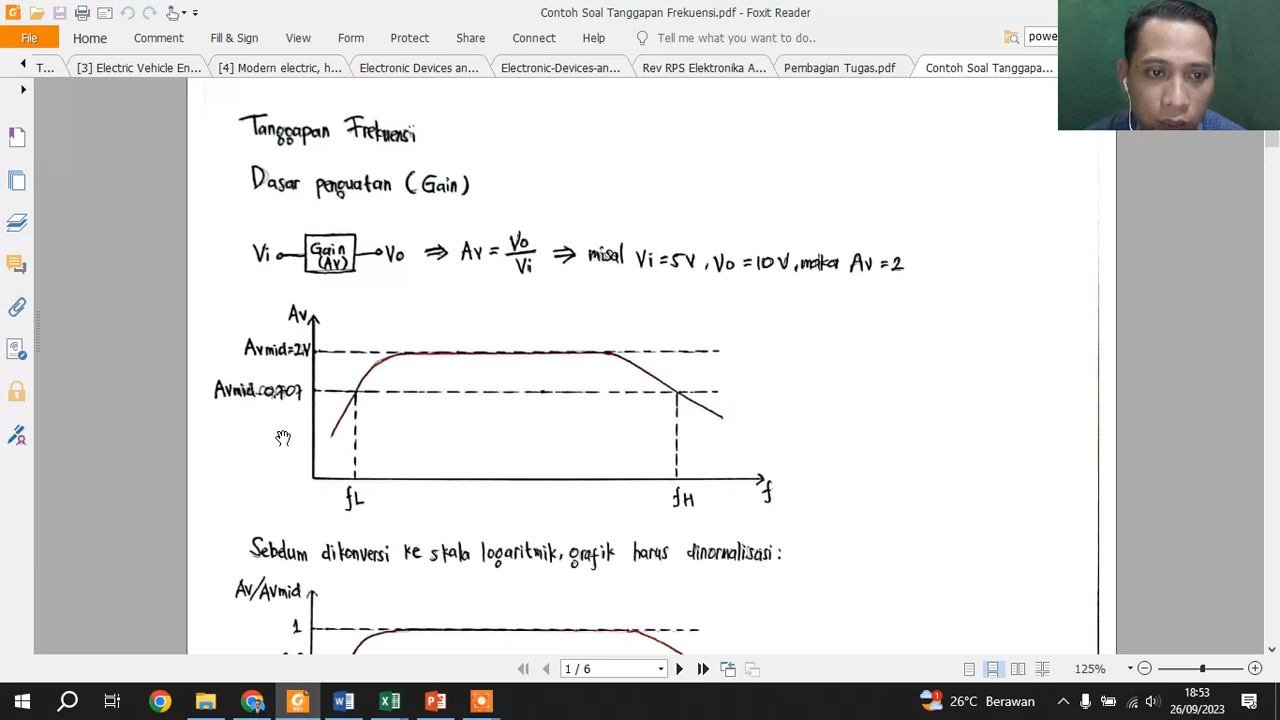 Contoh Soal Tanggapan Frekuensi.pdf - Foxit Reader
File Home Comment Fill & Sign View Form Protect Share Connect Help Tell me what you want to do... powe
T... [3] Electric Vehicle En... [4] Modern electric, h... Electronic Devices an... Electronic-Devices-an... Rev RPS Elektronika A... Pembagian Tugas.pdf Contoh Soal Tanggapa...
Tanggapan Frekuensi
Dasar penguatan (Gain)
Vi Gain (Av) Vo ⇒ Av = Vo/Vi ⇒ misal Vi = 5V, Vo = 10V, maka Av = 2
Av
Avmid=2V
Avmid 0,707
fL fH f
Sebelum dikonversi ke skala logaritmik, grafik harus dinormalisasi:
Av/Avmid
1
1 / 6
125%
26°C Berawan
18:53
26/09/2023